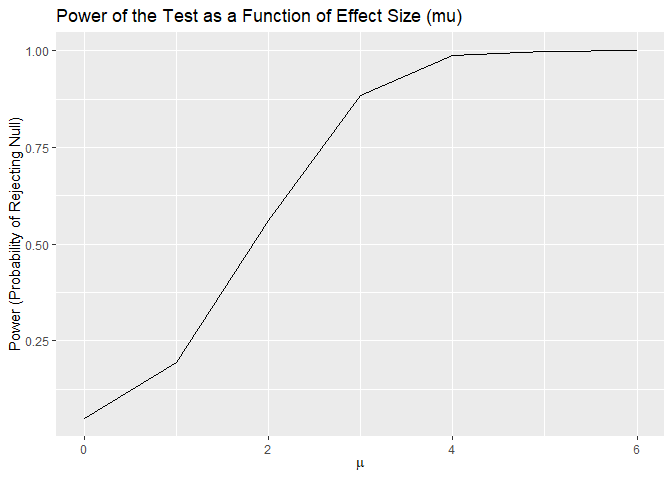 Power of the Test as a Function of Effect Size (mu)
Power (Probability of Rejecting Null)
1.00
0.75
0.50
0.25
0
2
4
6
μ